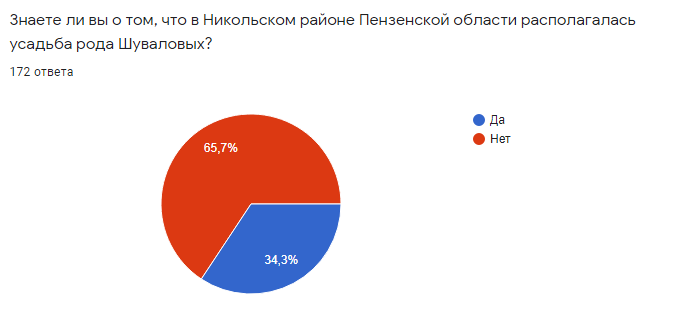 Знаете ли вы о том, что в Никольском районе Пензенской области располагалась
усадьба рода Шуваловых?
172 ответа
Да
Нет
65,7%
34,3%